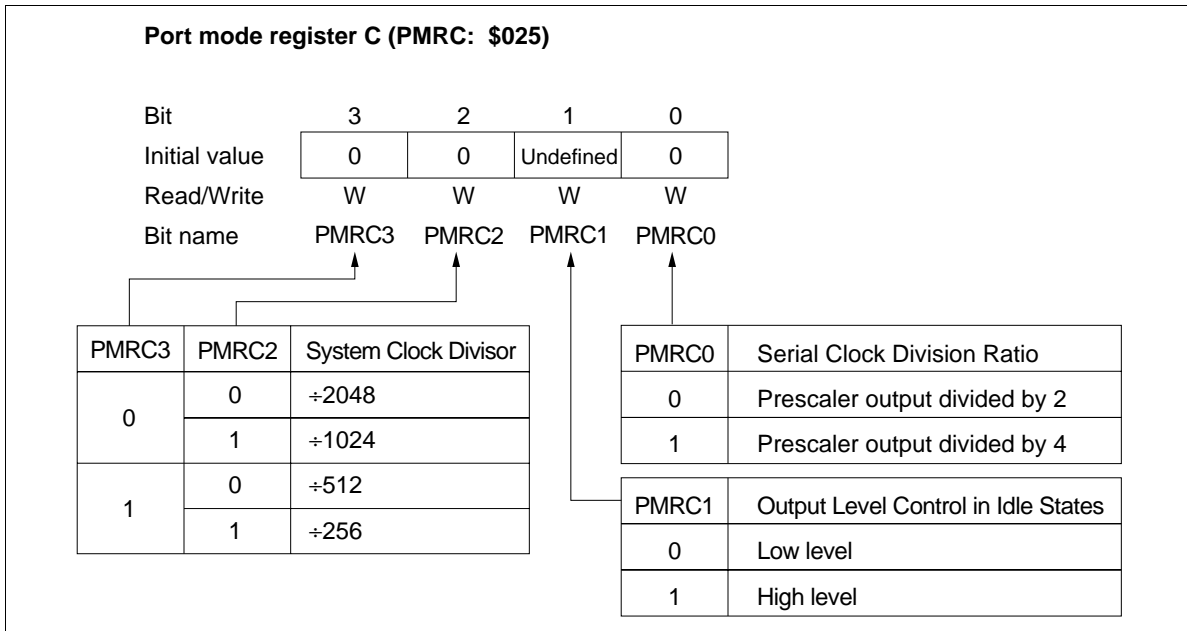 Port mode register C (PMRC: $025)
Bit 3 2 1 0
Initial value 0 0 Undefined 0
Read/Write W W W W
Bit name PMRC3 PMRC2 PMRC1 PMRC0
PMRC3 PMRC2 System Clock Divisor
0 0 ÷2048
1 ÷1024
1 0 ÷512
1 ÷256
PMRC0 Serial Clock Division Ratio
0 Prescaler output divided by 2
1 Prescaler output divided by 4
PMRC1 Output Level Control in Idle States
0 Low level
1 High level